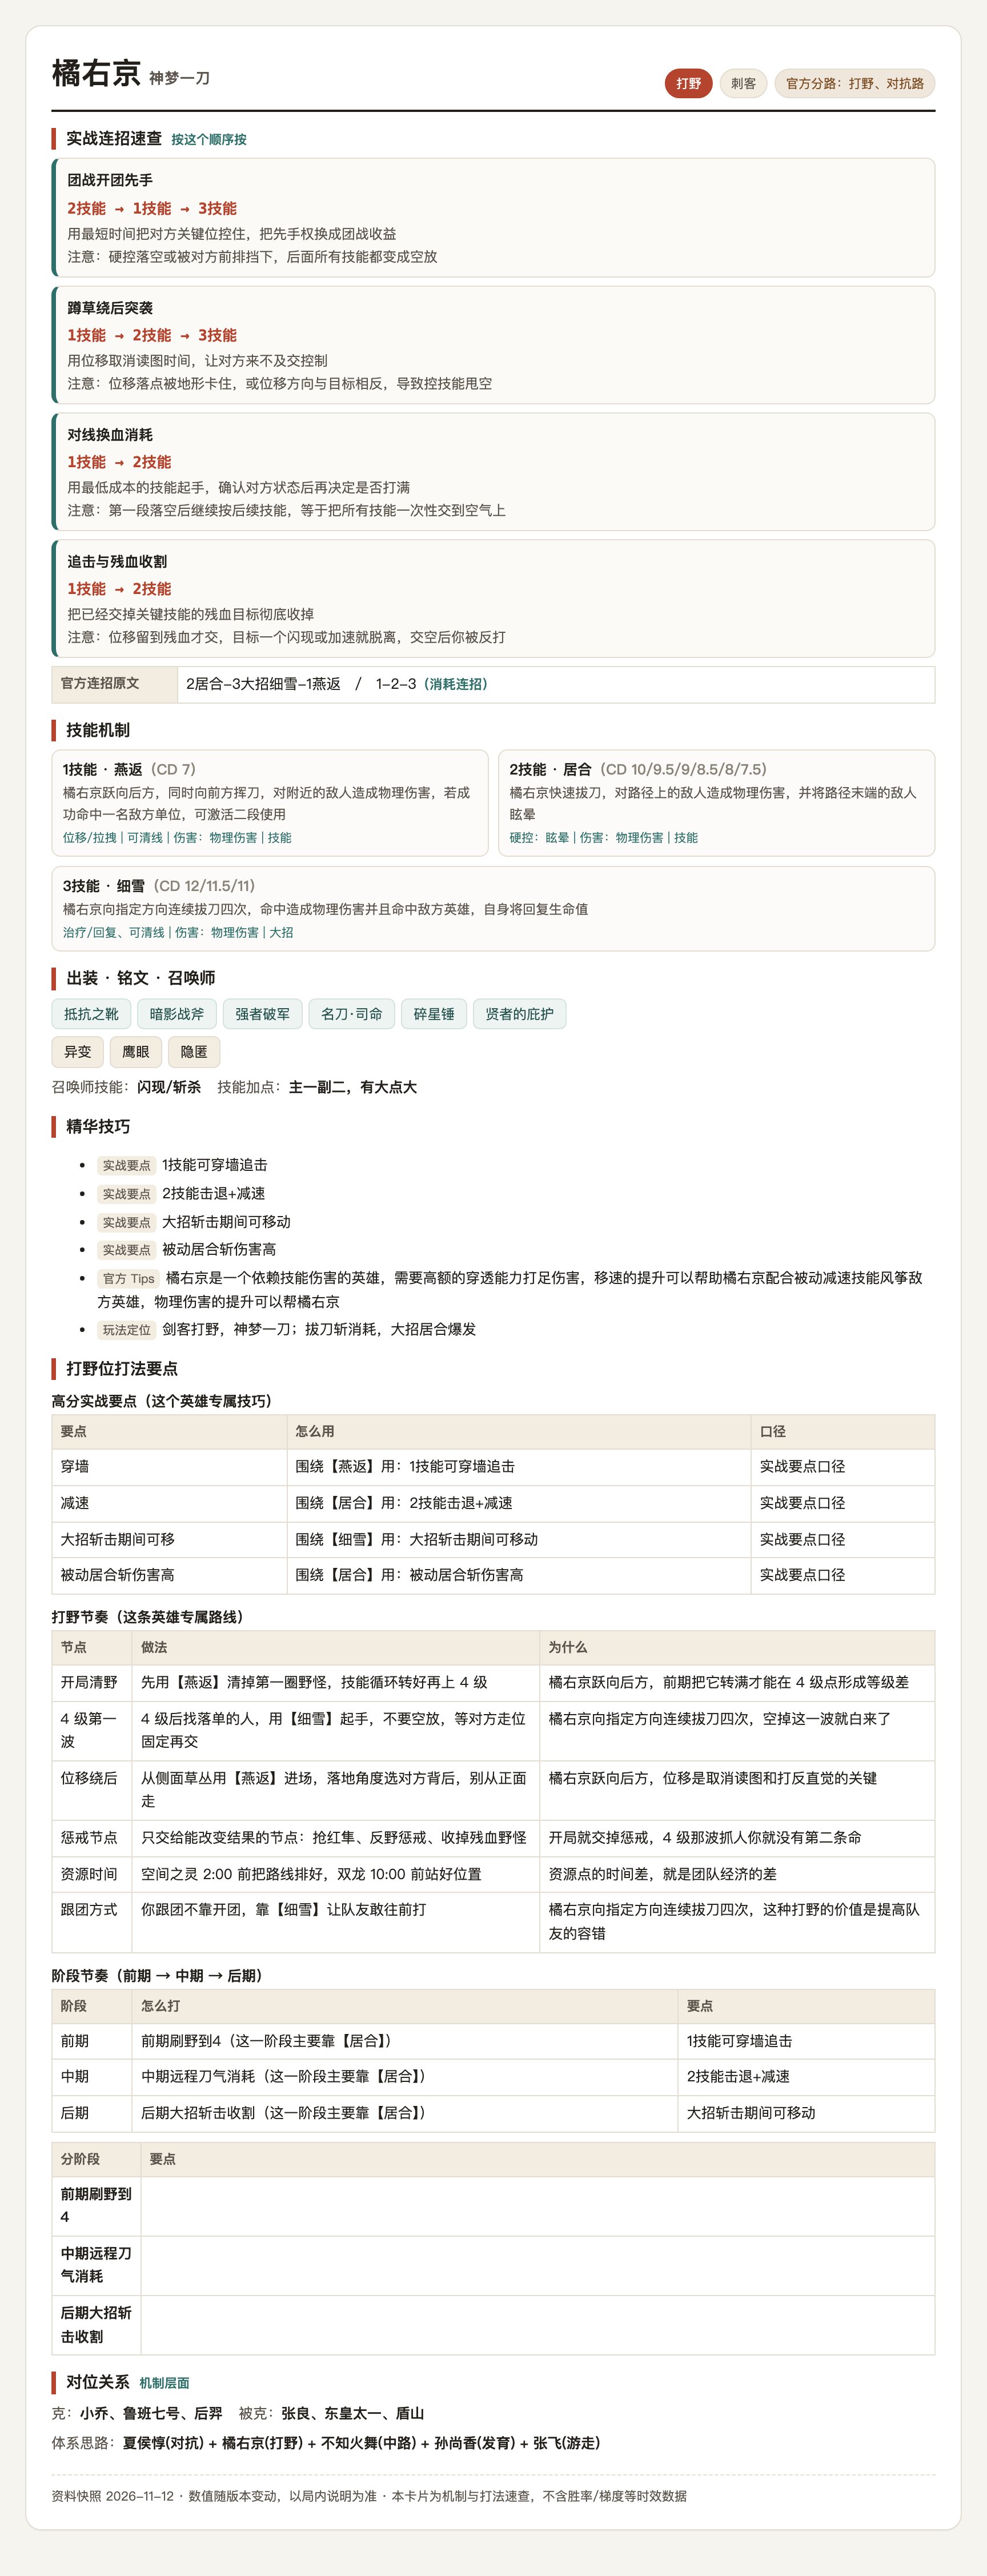 橘右京 神梦一刀
打野 刺客 官方分路：打野、对抗路
实战连招速查 按这个顺序按
团战开团先手
2技能 → 1技能 → 3技能
用最短时间把对方关键位控住，把先手权换成团战收益
注意：硬控落空或被对方前排挡下，后面所有技能都变成空放
蹲草绕后突袭
1技能 → 2技能 → 3技能
用位移取消读图时间，让对方来不及交控制
注意：位移落点被地形卡住，或位移方向与目标相反，导致控技能甩空
对线换血消耗
1技能 → 2技能
用最低成本的技能起手，确认对方状态后再决定是否打满
注意：第一段落空后继续按后续技能，等于把所有技能一次性交到空气上
追击与残血收割
1技能 → 2技能
把已经交掉关键技能的残血目标彻底收掉
注意：位移留到残血才交，目标一个闪现或加速就脱离，交空后你被反打
官方连招原文 2居合-3大招细雪-1燕返 / 1-2-3（消耗连招）
技能机制
1技能 · 燕返（CD 7）
橘右京跃向后方，同时向前方挥刀，对附近的敌人造成物理伤害，若成
功命中一名敌方单位，可激活二段使用
位移/拉拽 | 可清线 | 伤害：物理伤害 | 技能
2技能 · 居合（CD 10/9.5/9/8.5/8/7.5）
橘右京快速拔刀，对路径上的敌人造成物理伤害，并将路径末端的敌人
眩晕
硬控：眩晕 | 伤害：物理伤害 | 技能
3技能 · 细雪（CD 12/11.5/11）
橘右京向指定方向连续拔刀四次，命中造成物理伤害并且命中敌方英雄，自身将回复生命值
治疗/回复、可清线 | 伤害：物理伤害 | 大招
出装 · 铭文 · 召唤师
抵抗之靴 暗影战斧 强者破军 名刀·司命 碎星锤 贤者的庇护
异变 鹰眼 隐匿
召唤师技能：闪现/斩杀 技能加点：主一副二，有大点大
精华技巧
• 实战要点 1技能可穿墙追击
• 实战要点 2技能击退+减速
• 实战要点 大招斩击期间可移动
• 实战要点 被动居合斩伤害高
• 官方 Tips 橘右京是一个依赖技能伤害的英雄，需要高额的穿透能力打足伤害，移速的提升可以帮助橘右京配合被动减速技能风筝敌
方英雄，物理伤害的提升可以帮橘右京
• 玩法定位 剑客打野，神梦一刀；拔刀斩消耗，大招居合爆发
打野位打法要点
高分实战要点（这个英雄专属技巧）
要点 怎么用 口径
穿墙 围绕【燕返】用：1技能可穿墙追击 实战要点口径
减速 围绕【居合】用：2技能击退+减速 实战要点口径
大招斩击期间可移 围绕【细雪】用：大招斩击期间可移动 实战要点口径
被动居合斩伤害高 围绕【居合】用：被动居合斩伤害高 实战要点口径
打野节奏（这条英雄专属路线）
节点 做法 为什么
开局清野 先用【燕返】清掉第一圈野怪，技能循环转好再上 4 级 橘右京跃向后方，前期把它转满才能在 4 级点形成等级差
4 级第一
波 4 级后找落单的人，用【细雪】起手，不要空放，等对方走位
固定再交 橘右京向指定方向连续拔刀四次，空掉这一波就白来了
位移绕后 从侧面草丛用【燕返】进场，落地角度选对方背后，别从正面
走 橘右京跃向后方，位移是取消读图和打反直觉的关键
惩戒节点 只交给能改变结果的节点：抢红隼、反野惩戒、收掉残血野怪 开局就交掉惩戒，4 级那波抓人你就没有第二条命
资源时间 空间之灵 2:00 前把路线排好，双龙 10:00 前站好位置 资源点的时间差，就是团队经济的差
跟团方式 你跟团不靠开团，靠【细雪】让队友敢往前打 橘右京向指定方向连续拔刀四次，这种打野的价值是提高队
友的容错
阶段节奏（前期 → 中期 → 后期）
阶段 怎么打 要点
前期 前期刷野到4（这一阶段主要靠【居合】） 1技能可穿墙追击
中期 中期远程刀气消耗（这一阶段主要靠【居合】） 2技能击退+减速
后期 后期大招斩击收割（这一阶段主要靠【居合】） 大招斩击期间可移动
分阶段 要点
前期刷野到
4
中期远程刀
气消耗
后期大招斩
击收割
对位关系 机制层面
克：小乔、鲁班七号、后羿 被克：张良、东皇太一、盾山
体系思路：夏侯惇(对抗) + 橘右京(打野) + 不知火舞(中路) + 孙尚香(发育) + 张飞(游走)
资料快照 2026-11-12 · 数值随版本变动，以局内说明为准 · 本卡片为机制与打法速查，不含胜率/梯度等时效数据